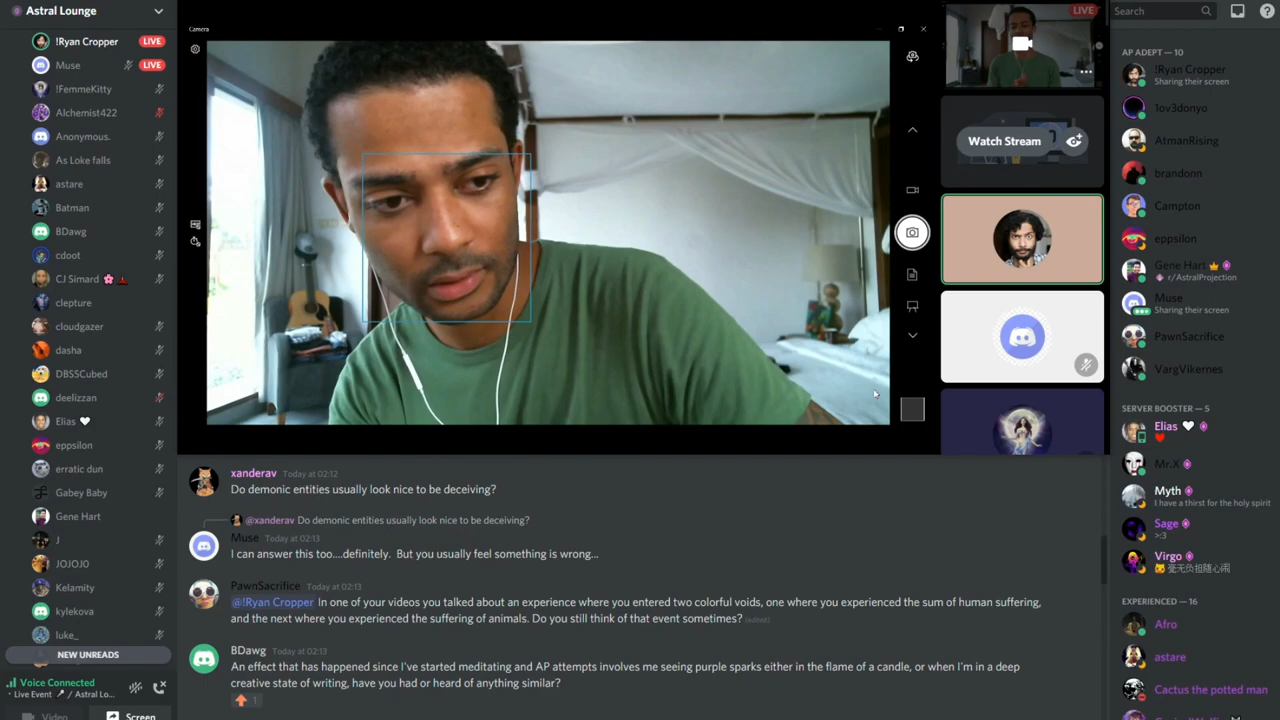 Astral Lounge
!Ryan Cropper LIVE
Muse LIVE
!FemmeKitty
Alchemist422
Anonymous.
As Loke falls
astare
Batman
BDawg
cdoot
CJ Simard
clepture
cloudgazer
dasha
DBSSCubed
deelizzan
Elias
eppsilon
erratic dun
Gabey Baby
Gene Hart
J
JOJOJ0
Kelamity
kylekova
luke_
NEW UNREADS
Voice Connected
Live Event / Astral Lo...
Video Screen
Camera
LIVE
Watch Stream
xanderav Today at 02:12
Do demonic entities usually look nice to be deceiving?
@xanderav Do demonic entities usually look nice to be deceiving?
Muse Today at 02:13
I can answer this too....definitely. But you usually feel something is wrong...
PawnSacrifice Today at 02:13
@!Ryan Cropper In one of your videos you talked about an experience where you entered two colorful voids, one where you experienced the sum of human suffering,
and the next where you experienced the suffering of animals. Do you still think of that event sometimes? (edited)
BDawg Today at 02:13
An effect that has happened since I've started meditating and AP attempts involves me seeing purple sparks either in the flame of a candle, or when I'm in a deep
creative state of writing, have you had or heard of anything similar?
1
Search
AP ADEPT — 10
!Ryan Cropper
Sharing their screen
1ov3donyo
AtmanRising
brandonn
Campton
eppsilon
Gene Hart
r/AstralProjection
Muse
Sharing their screen
PawnSacrifice
VargVikernes
SERVER BOOSTER — 5
Elias
Mr.X
Myth
I have a thirst for the holy spirit
Sage
>:3
Virgo
EXPERIENCED — 16
Afro
astare
Cactus the potted man